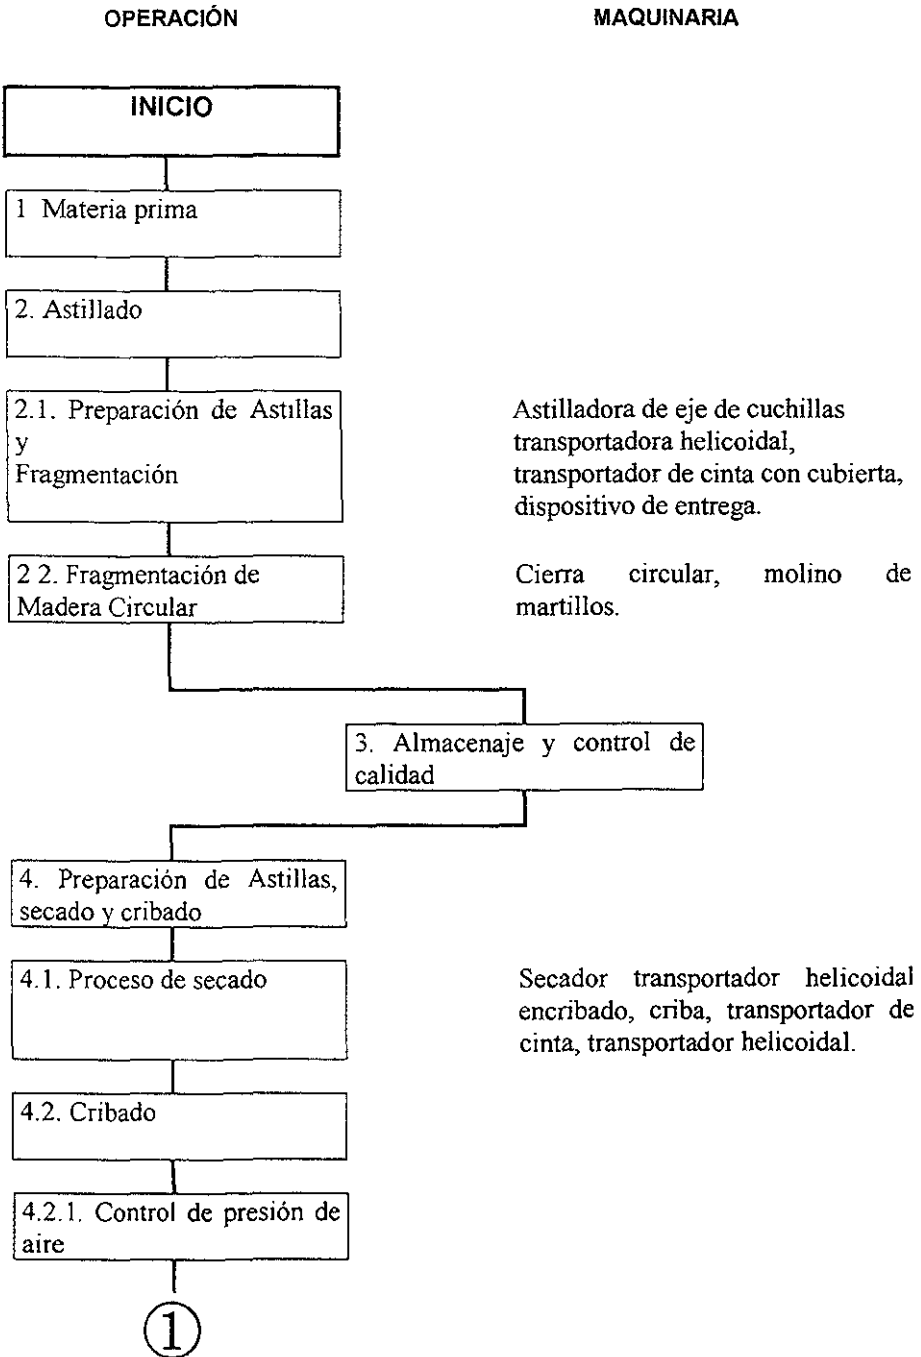 OPERACIÓN
MAQUINARIA
INICIO
1 Materia prima
2. Astillado
2.1. Preparación de Astillas
y
Fragmentación
Astilladora de eje de cuchillas
transportadora helicoidal,
transportador de cinta con cubierta,
dispositivo de entrega.
2 2. Fragmentación de
Madera Circular
Cierra circular, molino de
martillos.
3. Almacenaje y control de
calidad
4. Preparación de Astillas,
secado y cribado
4.1. Proceso de secado
Secador transportador helicoidal
encribado, criba, transportador de
cinta, transportador helicoidal.
4.2. Cribado
4.2.1. Control de presión de
aire
1